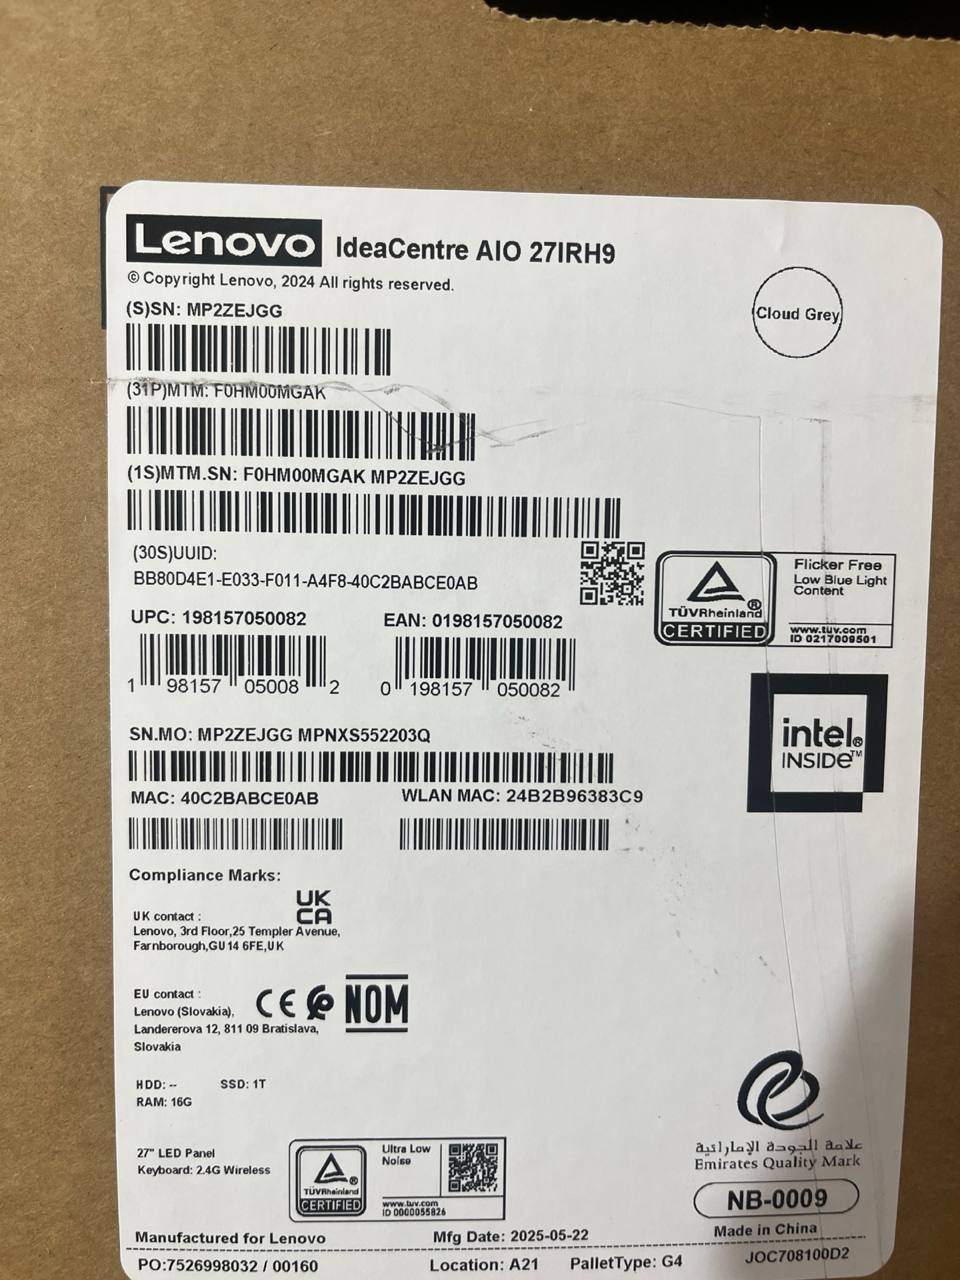 Lenovo IdeaCentre AIO 27IRH9
© Copyright Lenovo, 2024 All rights reserved.
Cloud Grey
(S)SN: MP2ZEJGG
(31P)MTM: F0HM00MGAK
(1S)MTM.SN: F0HM00MGAK MP2ZEJGG
(30S)UUID:
BB80D4E1-E033-F011-A4F8-40C2BABCE0AB
TÜVRheinland®
CERTIFIED
Flicker Free
Low Blue Light
Content
www.tuv.com
ID 0217009501
UPC: 198157050082
EAN: 0198157050082
1 98157 05008 2
0 198157 050082
intel®
INSIDE™
SN.MO: MP2ZEJGG MPNXS552203Q
MAC: 40C2BABCE0AB
WLAN MAC: 24B2B96383C9
Compliance Marks:
UK
CA
UK contact :
Lenovo, 3rd Floor,25 Templer Avenue,
Farnborough,GU14 6FE,UK
EU contact :
Lenovo (Slovakia),
Landererova 12, 811 09 Bratislava,
Slovakia
CE NOM
HDD: -- SSD: 1T
RAM: 16G
27" LED Panel
Keyboard: 2.4G Wireless
TÜVRheinland®
CERTIFIED
Ultra Low
Noise
www.tuv.com
ID 0000055826
علامة الجودة الإماراتية
Emirates Quality Mark
NB-0009
Made in China
Manufactured for Lenovo
Mfg Date: 2025-05-22
PO:7526998032 / 00160
Location: A21
PalletType: G4
JOC708100D2